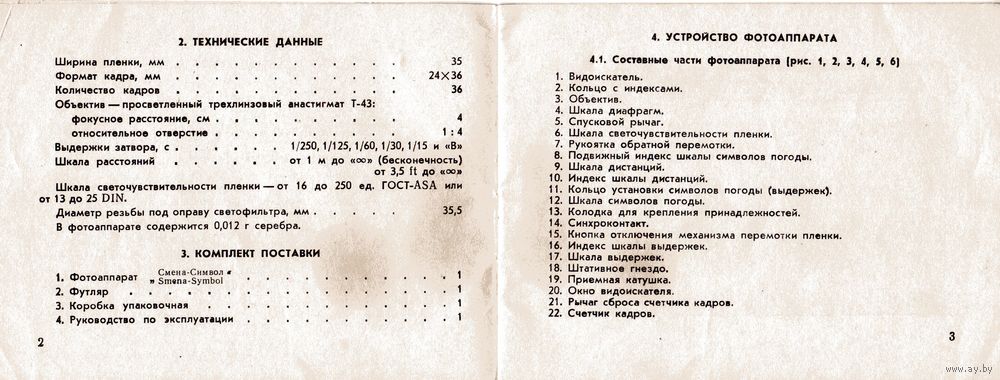 2. ТЕХНИЧЕСКИЕ ДАННЫЕ
Ширина пленки, мм . . . . . . . . . . . 35
Формат кадра, мм . . . . . . . . . . . 24×36
Количество кадров . . . . . . . . . . . 36
Объектив — просветленный трехлинзовый анастигмат Т-43:
фокусное расстояние, см . . . . . . . . . 4
относительное отверстие . . . . . . . . . 1 : 4
Выдержки затвора, с . . . . . 1/250, 1/125, 1/60, 1/30, 1/15 и «В»
Шкала расстояний . . . . . от 1 м до «∞» (бесконечность)
от 3,5 ft до «∞»
Шкала светочувствительности пленки — от 16 до 250 ед. ГОСТ-ASA или
от 13 до 25 DIN.
Диаметр резьбы под оправу светофильтра, мм . . . . . 35,5
В фотоаппарате содержится 0,012 г серебра.
3. КОМПЛЕКТ ПОСТАВКИ
1. Фотоаппарат Смена-Символ “
„ Smena-Symbol . . . . . . . . . 1
2. Футляр . . . . . . . . . . . . . 1
3. Коробка упаковочная . . . . . . . . . . 1
4. Руководство по эксплуатации . . . . . . . . 1
2
4. УСТРОЙСТВО ФОТОАППАРАТА
4.1. Составные части фотоаппарата (рис. 1, 2, 3, 4, 5, 6)
1. Видоискатель.
2. Кольцо с индексами.
3. Объектив.
4. Шкала диафрагм.
5. Спусковой рычаг.
6. Шкала светочувствительности пленки.
7. Рукоятка обратной перемотки.
8. Подвижный индекс шкалы символов погоды.
9. Шкала дистанций.
10. Индекс шкалы дистанций.
11. Кольцо установки символов погоды (выдержек).
12. Шкала символов погоды.
13. Колодка для крепления принадлежностей.
14. Синхроконтакт.
15. Кнопка отключения механизма перемотки пленки.
16. Индекс шкалы выдержек.
17. Шкала выдержек.
18. Штативное гнездо.
19. Приемная катушка.
20. Окно видоискателя.
21. Рычаг сброса счетчика кадров.
22. Счетчик кадров.
3
www.ay.by